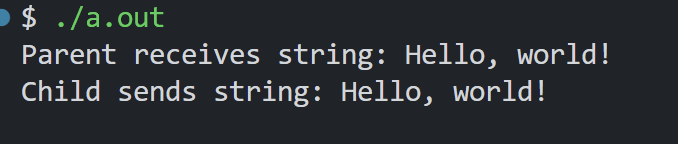 $ ./a.out
Parent receives string: Hello, world!
Child sends string: Hello, world!